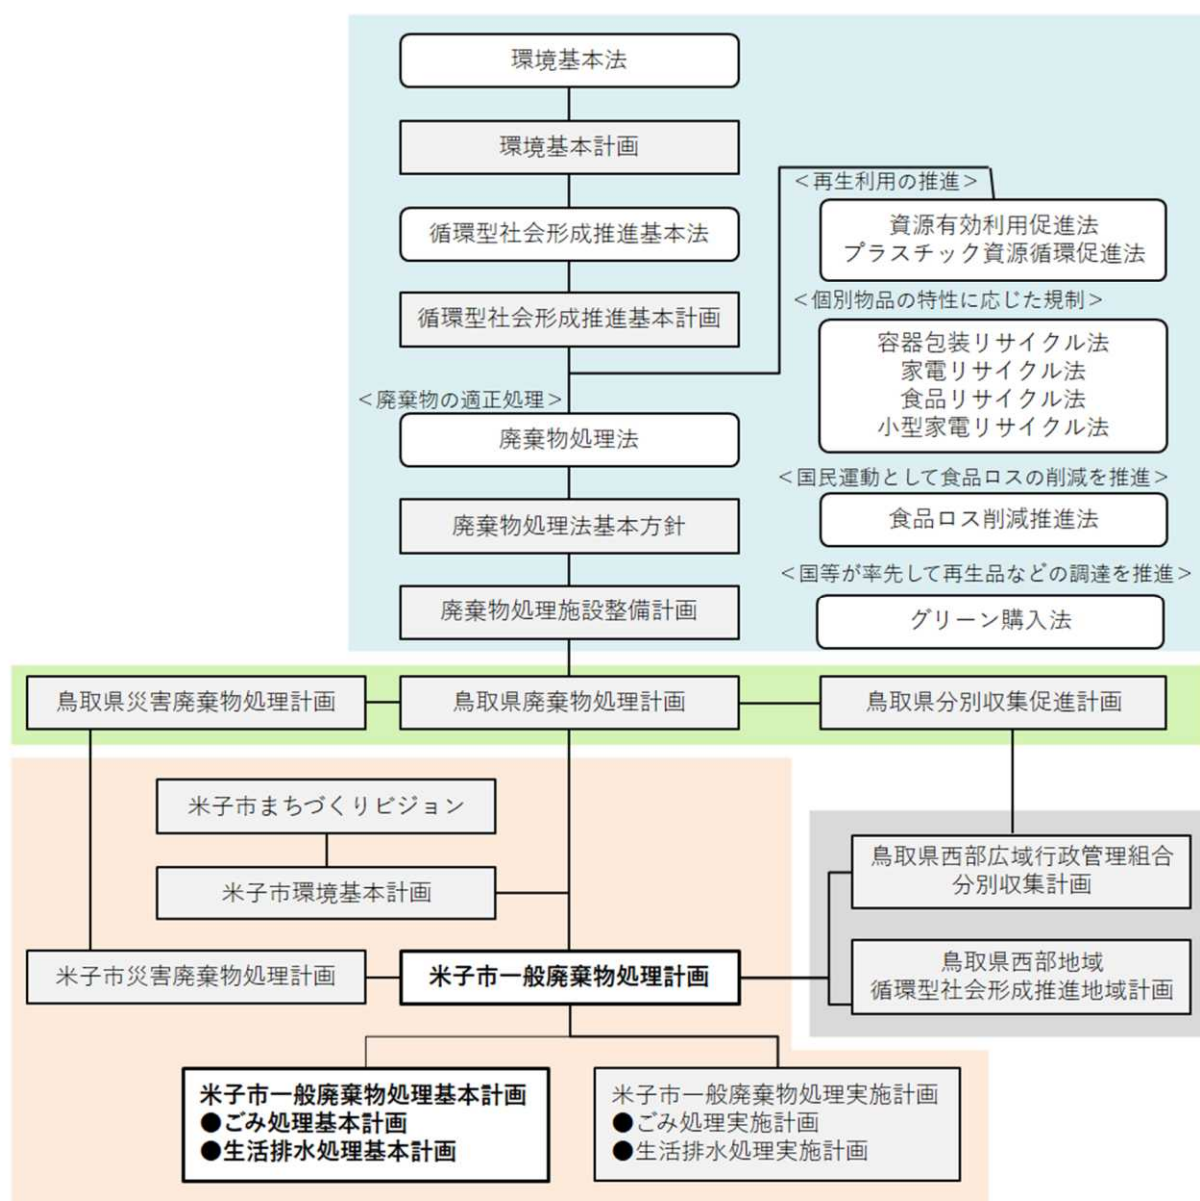 環境基本法
環境基本計画
循環型社会形成推進基本法
循環型社会形成推進基本計画
＜廃棄物の適正処理＞
廃棄物処理法
廃棄物処理法基本方針
廃棄物処理施設整備計画
＜再生利用の推進＞
資源有効利用促進法
プラスチック資源循環促進法
＜個別物品の特性に応じた規制＞
容器包装リサイクル法
家電リサイクル法
食品リサイクル法
小型家電リサイクル法
＜国民運動として食品ロスの削減を推進＞
食品ロス削減推進法
＜国等が率先して再生品などの調達を推進＞
グリーン購入法
鳥取県災害廃棄物処理計画
鳥取県廃棄物処理計画
鳥取県分別収集促進計画
米子市まちづくりビジョン
米子市環境基本計画
米子市災害廃棄物処理計画
米子市一般廃棄物処理計画
鳥取県西部広域行政管理組合
分別収集計画
鳥取県西部地域
循環型社会形成推進地域計画
米子市一般廃棄物処理基本計画
●ごみ処理基本計画
●生活排水処理基本計画
米子市一般廃棄物処理実施計画
●ごみ処理実施計画
●生活排水処理実施計画